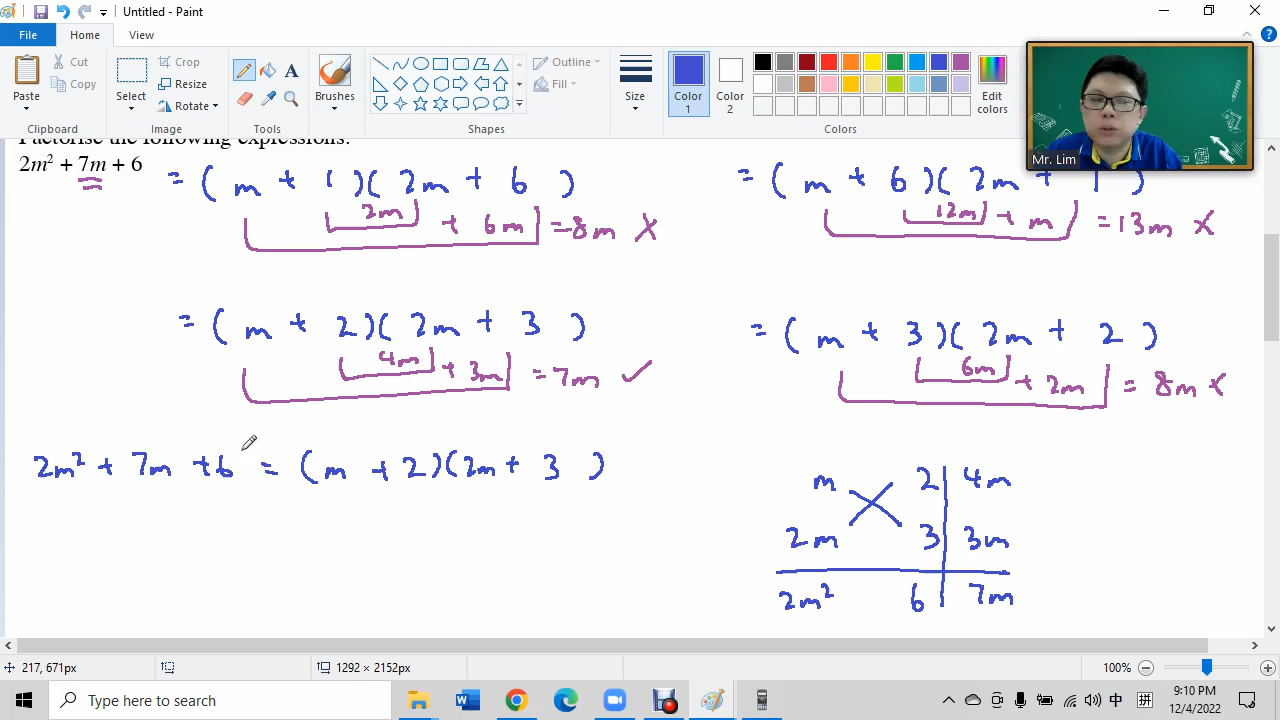 Untitled - Paint
File Home View
Paste
Cut
Copy
Clipboard
Select
Crop
Resize
Rotate
Image
Tools
Brushes
Shapes
Outline
Fill
Size
Color 1
Color 2
Edit colors
Colors
Mr. Lim
Factorise the following expressions.
2m² + 7m + 6
= (m + 1)(2m + 6)
2m + 6m = 8m ✗
= (m + 6)(2m + 1)
12m + m = 13m ✗
= (m + 2)(2m + 3)
4m + 3m = 7m ✓
= (m + 3)(2m + 2)
6m + 2m = 8m ✗
2m² + 7m + 6 = (m + 2)(2m + 3)
m 2 4m
2m 3 3m
2m² 6 7m
217, 671px
1292 × 2152px
100%
Type here to search
中
拼
9:10 PM
12/4/2022